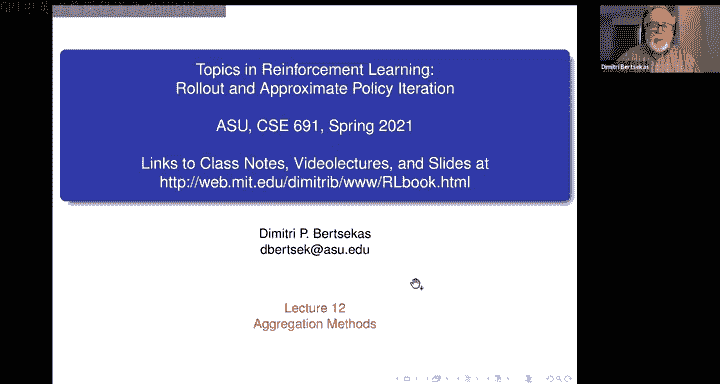 Topics in Reinforcement Learning:
Rollout and Approximate Policy Iteration
ASU, CSE 691, Spring 2021
Links to Class Notes, Videolectures, and Slides at
http://web.mit.edu/dimitrib/www/RLbook.html
Dimitri P. Bertsekas
dbertsek@asu.edu
Lecture 12
Aggregation Methods
Dimitri Bertsekas